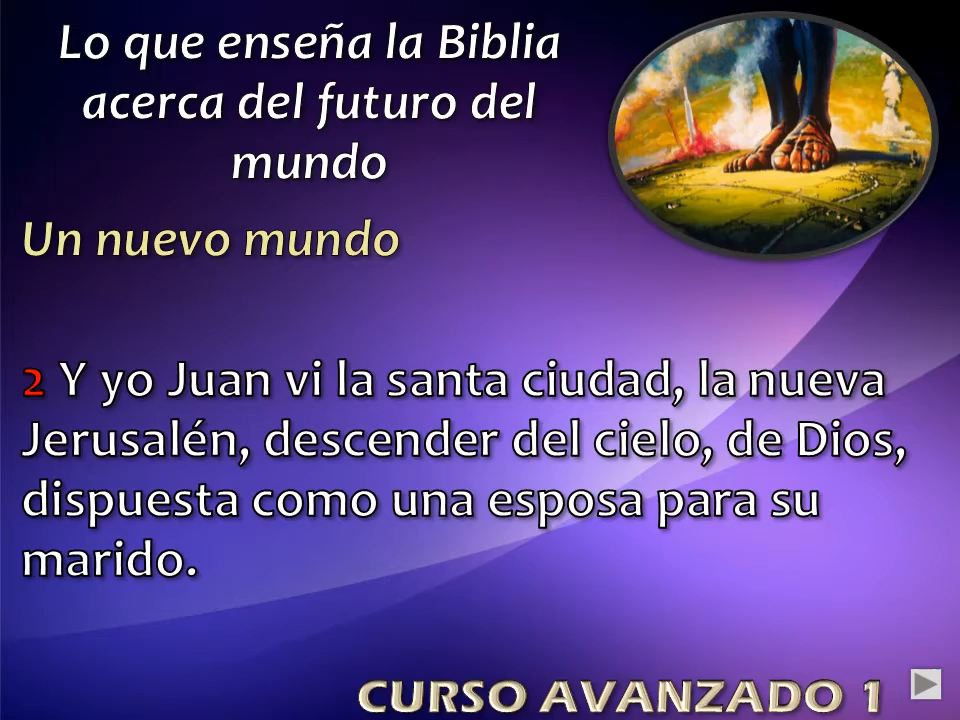 Lo que enseña la Biblia
acerca del futuro del
mundo
Un nuevo mundo
2 Y yo Juan vi la santa ciudad, la nueva
Jerusalén, descender del cielo, de Dios,
dispuesta como una esposa para su
marido.
CURSO AVANZADO 1